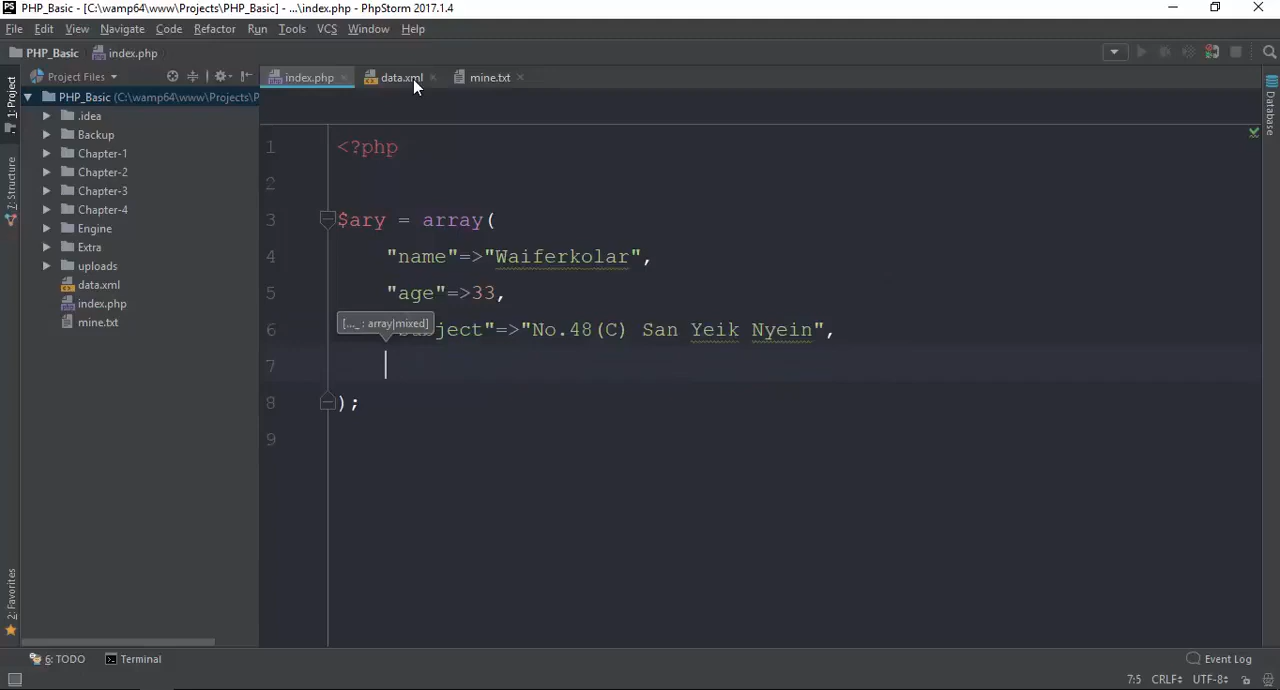 PS PHP_Basic - [C:\wamp64\www\Projects\PHP_Basic] - ...\index.php - PhpStorm 2017.1.4
File Edit View Navigate Code Refactor Run Tools VCS Window Help
PHP_Basic index.php
1: Project
Project Files
index.php
data.xml
mine.txt
PHP_Basic (C:\wamp64\www\Projects\P
.idea
Backup
Chapter-1
Chapter-2
Chapter-3
Chapter-4
Engine
Extra
uploads
data.xml
index.php
mine.txt
7: Structure
2: Favorites
Database
1 <?php
2
3 $ary = array(
4 "name"=>"Waiferkolar",
5 "age"=>33,
[..._ : array|mixed]
6 ject"=>"No.48(C) San Yeik Nyein",
7
8 );
9
6: TODO Terminal Event Log
7:5 CRLF UTF-8